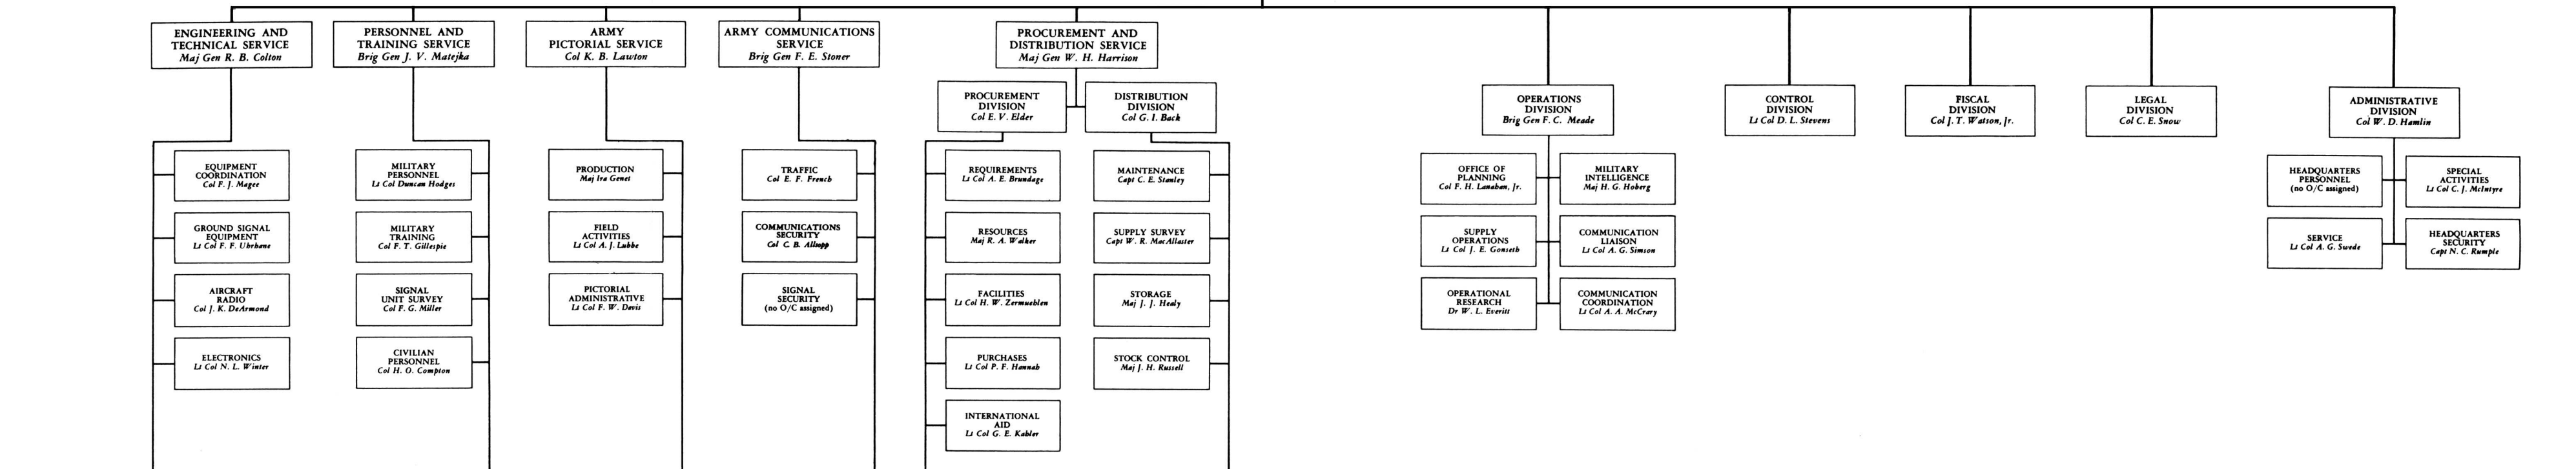 ENGINEERING AND
TECHNICAL SERVICE
Maj Gen R. B. Colton
PERSONNEL AND
TRAINING SERVICE
Brig Gen J. V. Matejka
ARMY
PICTORIAL SERVICE
Col K. B. Lawton
ARMY COMMUNICATIONS
SERVICE
Brig Gen F. E. Stoner
PROCUREMENT AND
DISTRIBUTION SERVICE
Maj Gen W. H. Harrison
PROCUREMENT
DIVISION
Col E. V. Elder
DISTRIBUTION
DIVISION
Col G. I. Back
OPERATIONS
DIVISION
Brig Gen F. C. Meade
CONTROL
DIVISION
Lt Col D. L. Stevens
FISCAL
DIVISION
Col J. T. Watson, Jr.
LEGAL
DIVISION
Col C. E. Snow
ADMINISTRATIVE
DIVISION
Col W. D. Hamlin
EQUIPMENT
COORDINATION
Col F. J. Magee
GROUND SIGNAL
EQUIPMENT
Lt Col F. F. Uhrhane
AIRCRAFT
RADIO
Col J. K. DeArmond
ELECTRONICS
Lt Col N. L. Winter
MILITARY
PERSONNEL
Lt Col Duncan Hodges
MILITARY
TRAINING
Col F. T. Gillespie
SIGNAL
UNIT SURVEY
Col F. G. Miller
CIVILIAN
PERSONNEL
Col H. O. Compton
PRODUCTION
Maj Ira Genet
FIELD
ACTIVITIES
Lt Col A. J. Lubbe
PICTORIAL
ADMINISTRATIVE
Lt Col F. W. Davis
TRAFFIC
Col E. F. French
COMMUNICATIONS
SECURITY
Col C. B. Allsopp
SIGNAL
SECURITY
(no O/C assigned)
REQUIREMENTS
Lt Col A. E. Brundage
RESOURCES
Maj R. A. Walker
FACILITIES
Lt Col H. W. Zermuehlen
PURCHASES
Lt Col P. F. Hannah
INTERNATIONAL
AID
Lt Col G. E. Kabler
MAINTENANCE
Capt C. E. Stanley
SUPPLY SURVEY
Capt W. R. MacAllaster
STORAGE
Maj J. J. Healy
STOCK CONTROL
Maj J. H. Russell
OFFICE OF
PLANNING
Col F. H. Lanahan, Jr.
MILITARY
INTELLIGENCE
Maj H. G. Hoberg
SUPPLY
OPERATIONS
Lt Col J. E. Gonseth
COMMUNICATION
LIAISON
Lt Col A. G. Simson
OPERATIONAL
RESEARCH
Dr W. L. Everitt
COMMUNICATION
COORDINATION
Lt Col A. A. McCrary
HEADQUARTERS
PERSONNEL
(no O/C assigned)
SPECIAL
ACTIVITIES
Lt Col C. J. McIntyre
SERVICE
Lt Col A. G. Swede
HEADQUARTERS
SECURITY
Capt N. C. Rumple